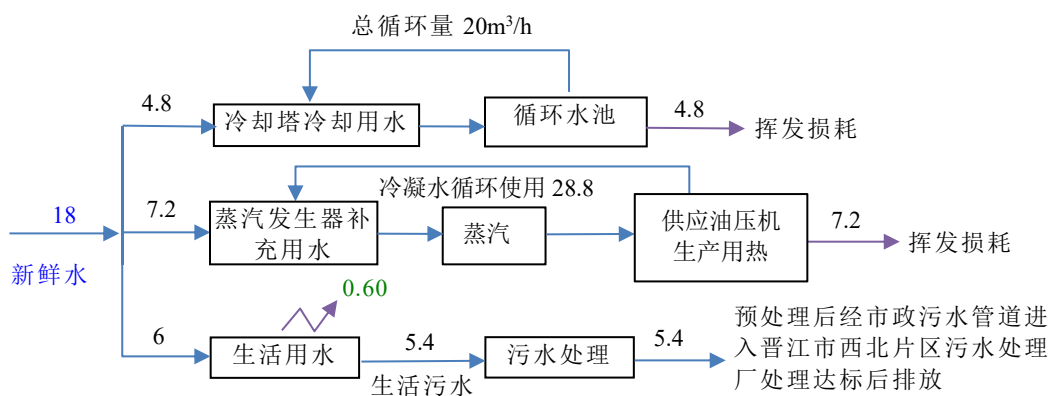 总循环量 20m³/h
4.8
冷却塔冷却用水
循环水池
4.8
挥发损耗
冷凝水循环使用 28.8
18
新鲜水
7.2
蒸汽发生器补
充用水
蒸汽
供应油压机
生产用热
7.2
挥发损耗
0.60
6
生活用水
5.4
生活污水
污水处理
5.4
预处理后经市政污水管道进
入晋江市西北片区污水处理
厂处理达标后排放